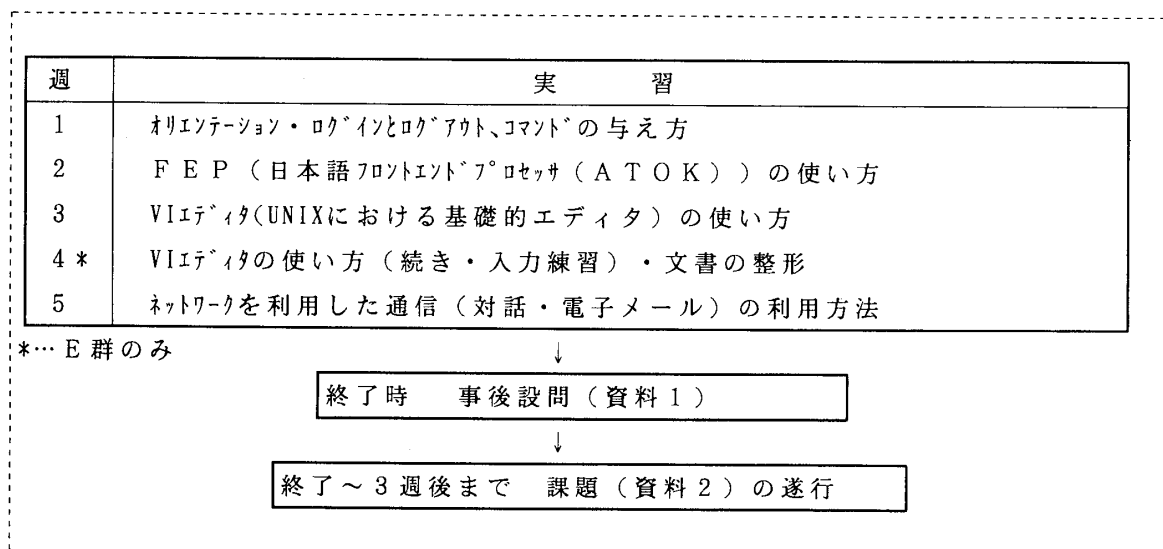 週 実 習
1 ｵﾘｴﾝﾃｰｼｮﾝ・ﾛｸﾞｲﾝとﾛｸﾞｱｳﾄ、ｺﾏﾝﾄﾞの与え方
2 ＦＥＰ（日本語ﾌﾛﾝﾄｴﾝﾄﾞﾌﾟﾛｾｯｻ（ＡＴＯＫ））の使い方
3 VIｴﾃﾞｨﾀ(UNIXにおける基礎的エディタ）の使い方
4 * VIｴﾃﾞｨﾀの使い方（続き・入力練習）・文書の整形
5 ﾈｯﾄﾜｰｸを利用した通信（対話・電子メール）の利用方法
*…Ｅ群のみ
↓
終了時 事後設問（資料1）
↓
終了～3週後まで 課題（資料2）の遂行